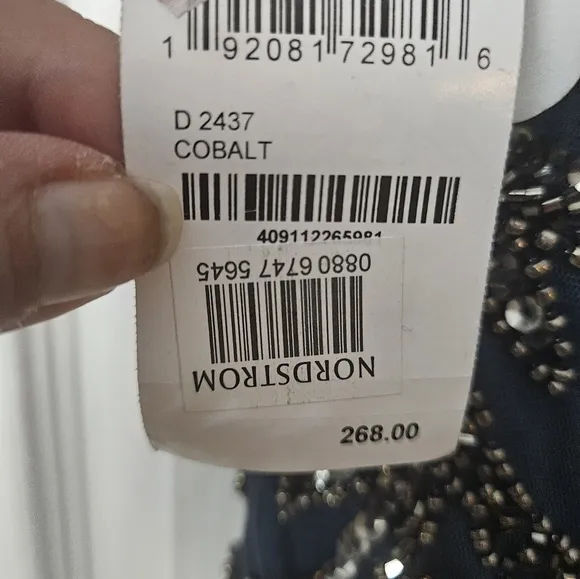 1 92081 72981 6
D 2437
COBALT
409112265981
0880 6747 5645
NORDSTROM
268.00